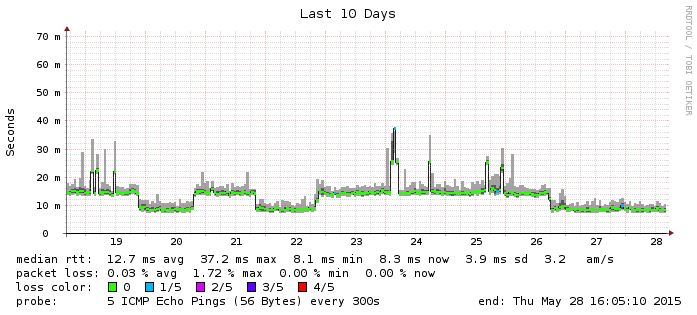 Last 10 Days
RRDTOOL / TOBI OETIKER
Seconds
70 m
60 m
50 m
40 m
30 m
20 m
10 m
0
19 20 21 22 23 24 25 26 27 28
median rtt: 12.7 ms avg 37.2 ms max 8.1 ms min 8.3 ms now 3.9 ms sd 3.2 am/s
packet loss: 0.03 % avg 1.72 % max 0.00 % min 0.00 % now
loss color: 0 1/5 2/5 3/5 4/5
probe: 5 ICMP Echo Pings (56 Bytes) every 300s end: Thu May 28 16:05:10 2015